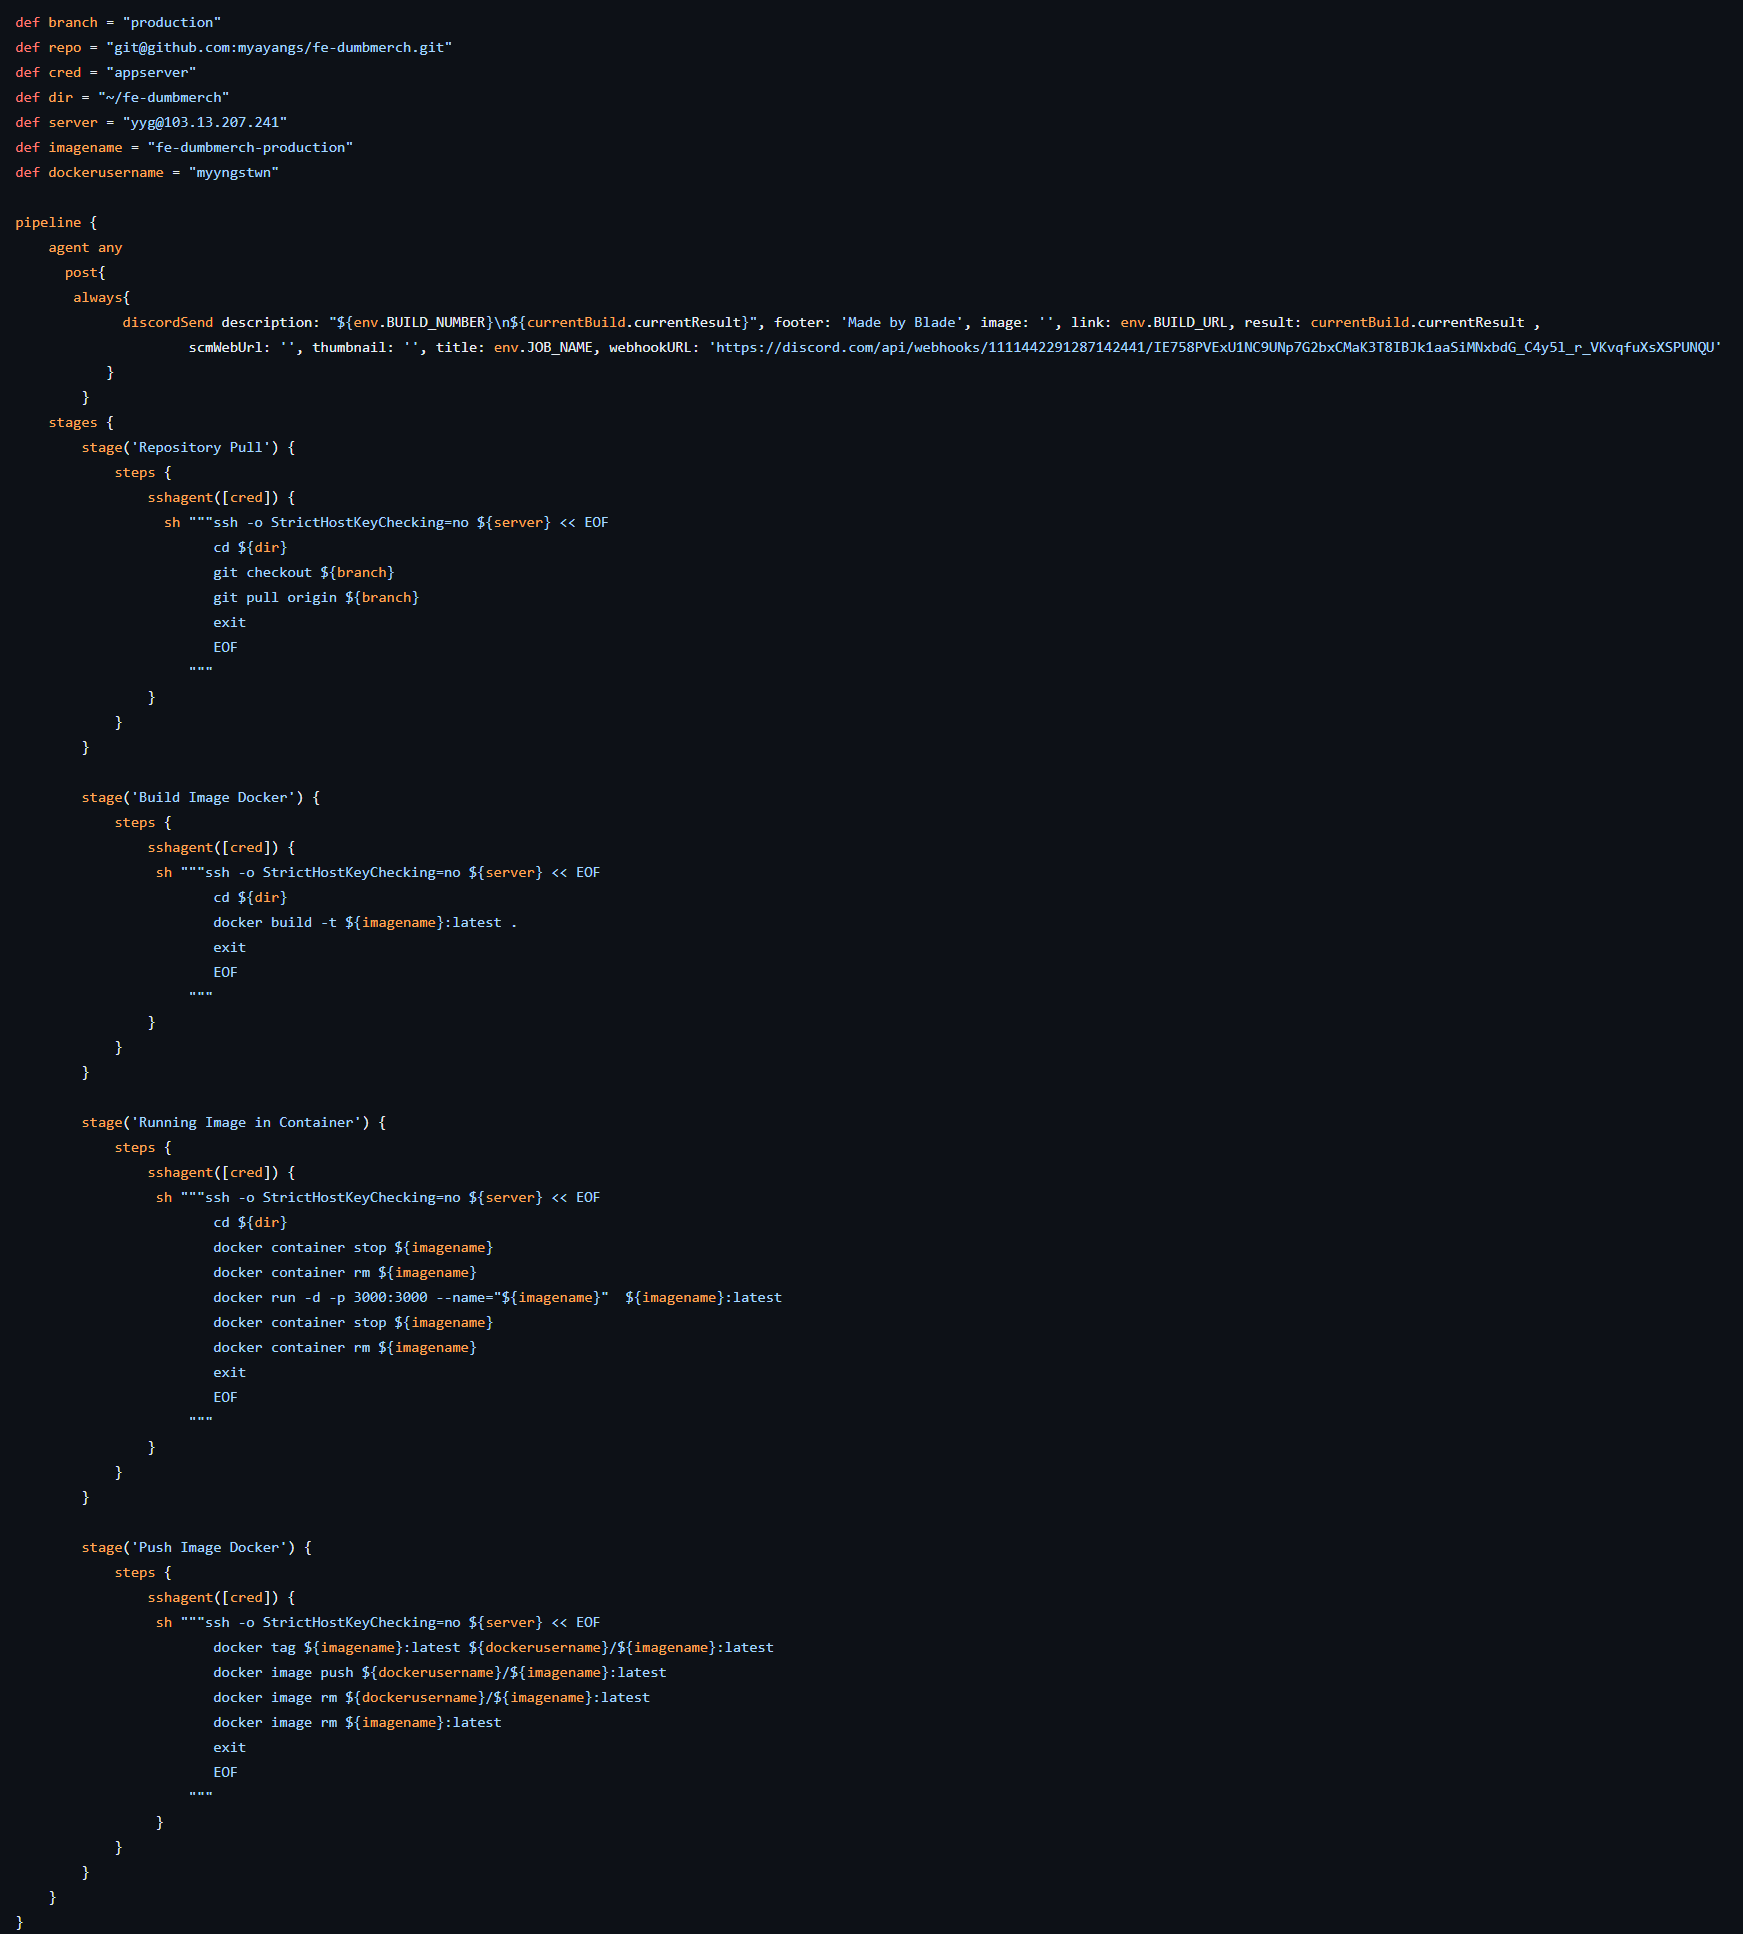 def branch = "production"
def repo = "git@github.com:myayangs/fe-dumbmerch.git"
def cred = "appserver"
def dir = "~/fe-dumbmerch"
def server = "yyg@103.13.207.241"
def imagename = "fe-dumbmerch-production"
def dockerusername = "myyngstwn"

pipeline {
    agent any
      post{
       always{
             discordSend description: "${env.BUILD_NUMBER}\n${currentBuild.currentResult}", footer: 'Made by Blade', image: '', link: env.BUILD_URL, result: currentBuild.currentResult ,
                     scmWebUrl: '', thumbnail: '', title: env.JOB_NAME, webhookURL: 'https://discord.com/api/webhooks/1111442291287142441/IE758PVExU1NC9UNp7G2bxCMaK3T8IBJk1aaSiMNxbdG_C4y5l_r_VKvqfuXsXSPUNQU'
           }
        }
    stages {
        stage('Repository Pull') {
            steps {
                sshagent([cred]) {
                  sh """ssh -o StrictHostKeyChecking=no ${server} << EOF
                        cd ${dir}
                        git checkout ${branch}
                        git pull origin ${branch}
                        exit
                        EOF
                     """
                }
            }
        }

        stage('Build Image Docker') {
            steps {
                sshagent([cred]) {
                 sh """ssh -o StrictHostKeyChecking=no ${server} << EOF
                        cd ${dir}
                        docker build -t ${imagename}:latest .
                        exit
                        EOF
                     """
                }
            }
        }

        stage('Running Image in Container') {
            steps {
                sshagent([cred]) {
                 sh """ssh -o StrictHostKeyChecking=no ${server} << EOF
                        cd ${dir}
                        docker container stop ${imagename}
                        docker container rm ${imagename}
                        docker run -d -p 3000:3000 --name="${imagename}"  ${imagename}:latest
                        docker container stop ${imagename}
                        docker container rm ${imagename}
                        exit
                        EOF
                     """
                }
            }
        }

        stage('Push Image Docker') {
            steps {
                sshagent([cred]) {
                 sh """ssh -o StrictHostKeyChecking=no ${server} << EOF
                        docker tag ${imagename}:latest ${dockerusername}/${imagename}:latest
                        docker image push ${dockerusername}/${imagename}:latest
                        docker image rm ${dockerusername}/${imagename}:latest
                        docker image rm ${imagename}:latest
                        exit
                        EOF
                     """
                 }
            }
        }
    }
}